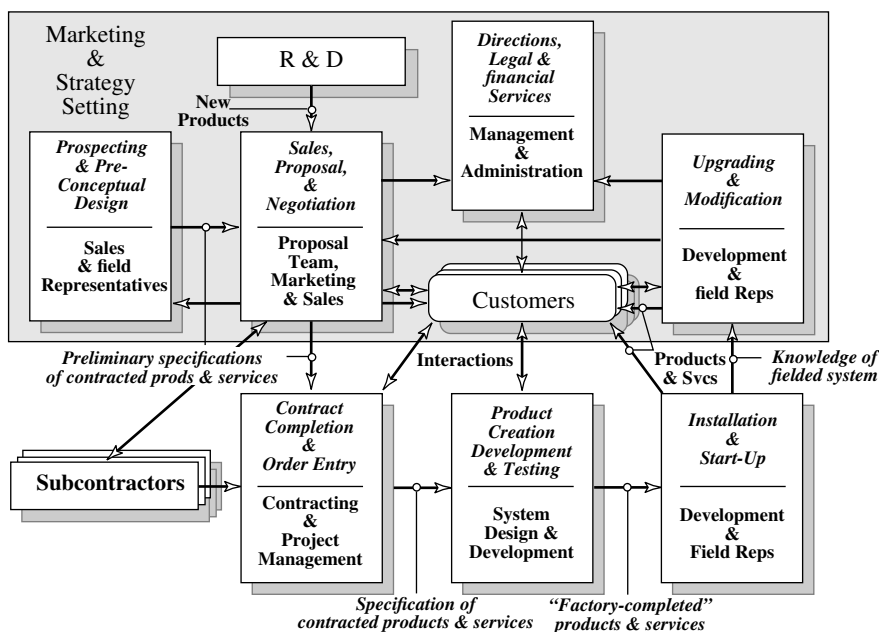 Marketing
&
Strategy
Setting
R & D
New
Products
Directions,
Legal &
financial
Services
Management
&
Administration
Prospecting
& Pre-
Conceptual
Design
Sales
& field
Representatives
Sales,
Proposal,
&
Negotiation
Proposal
Team,
Marketing
& Sales
Upgrading
&
Modification
Development
&
field Reps
Customers
Preliminary specifications
of contracted prods & services
Interactions
Products
& Svcs
Knowledge of
fielded system
Subcontractors
Contract
Completion
&
Order Entry
Contracting
&
Project
Management
Product
Creation
Development
& Testing
System
Design &
Development
Installation
&
Start-Up
Development
&
Field Reps
Specification of
contracted products & services
“Factory-completed”
products & services